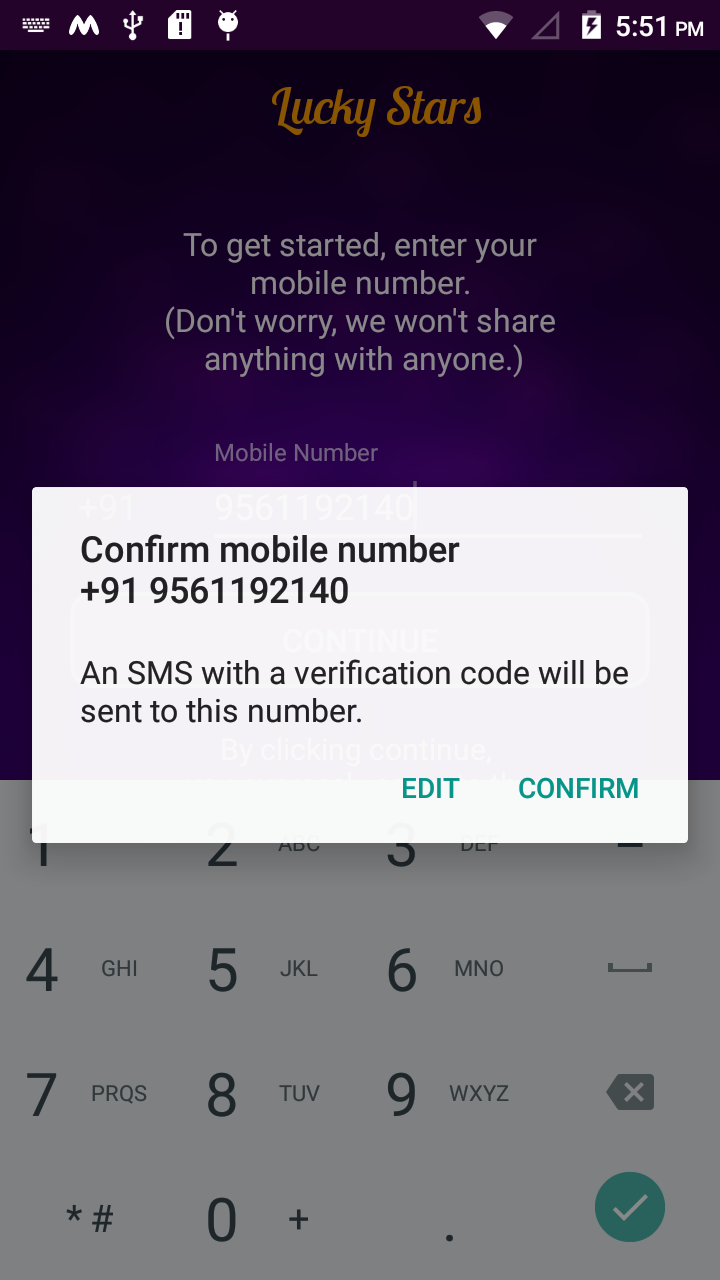 5:51 PM
Lucky Stars
To get started, enter your
mobile number.
(Don't worry, we won't share
anything with anyone.)
Mobile Number
+91 9561192140
Confirm mobile number
+91 9561192140
CONTINUE
An SMS with a verification code will be
sent to this number.
By clicking continue,
EDIT CONFIRM
1 2 ABC 3 DEF –
4 GHI 5 JKL 6 MNO
7 PRQS 8 TUV 9 WXYZ
* # 0 + .